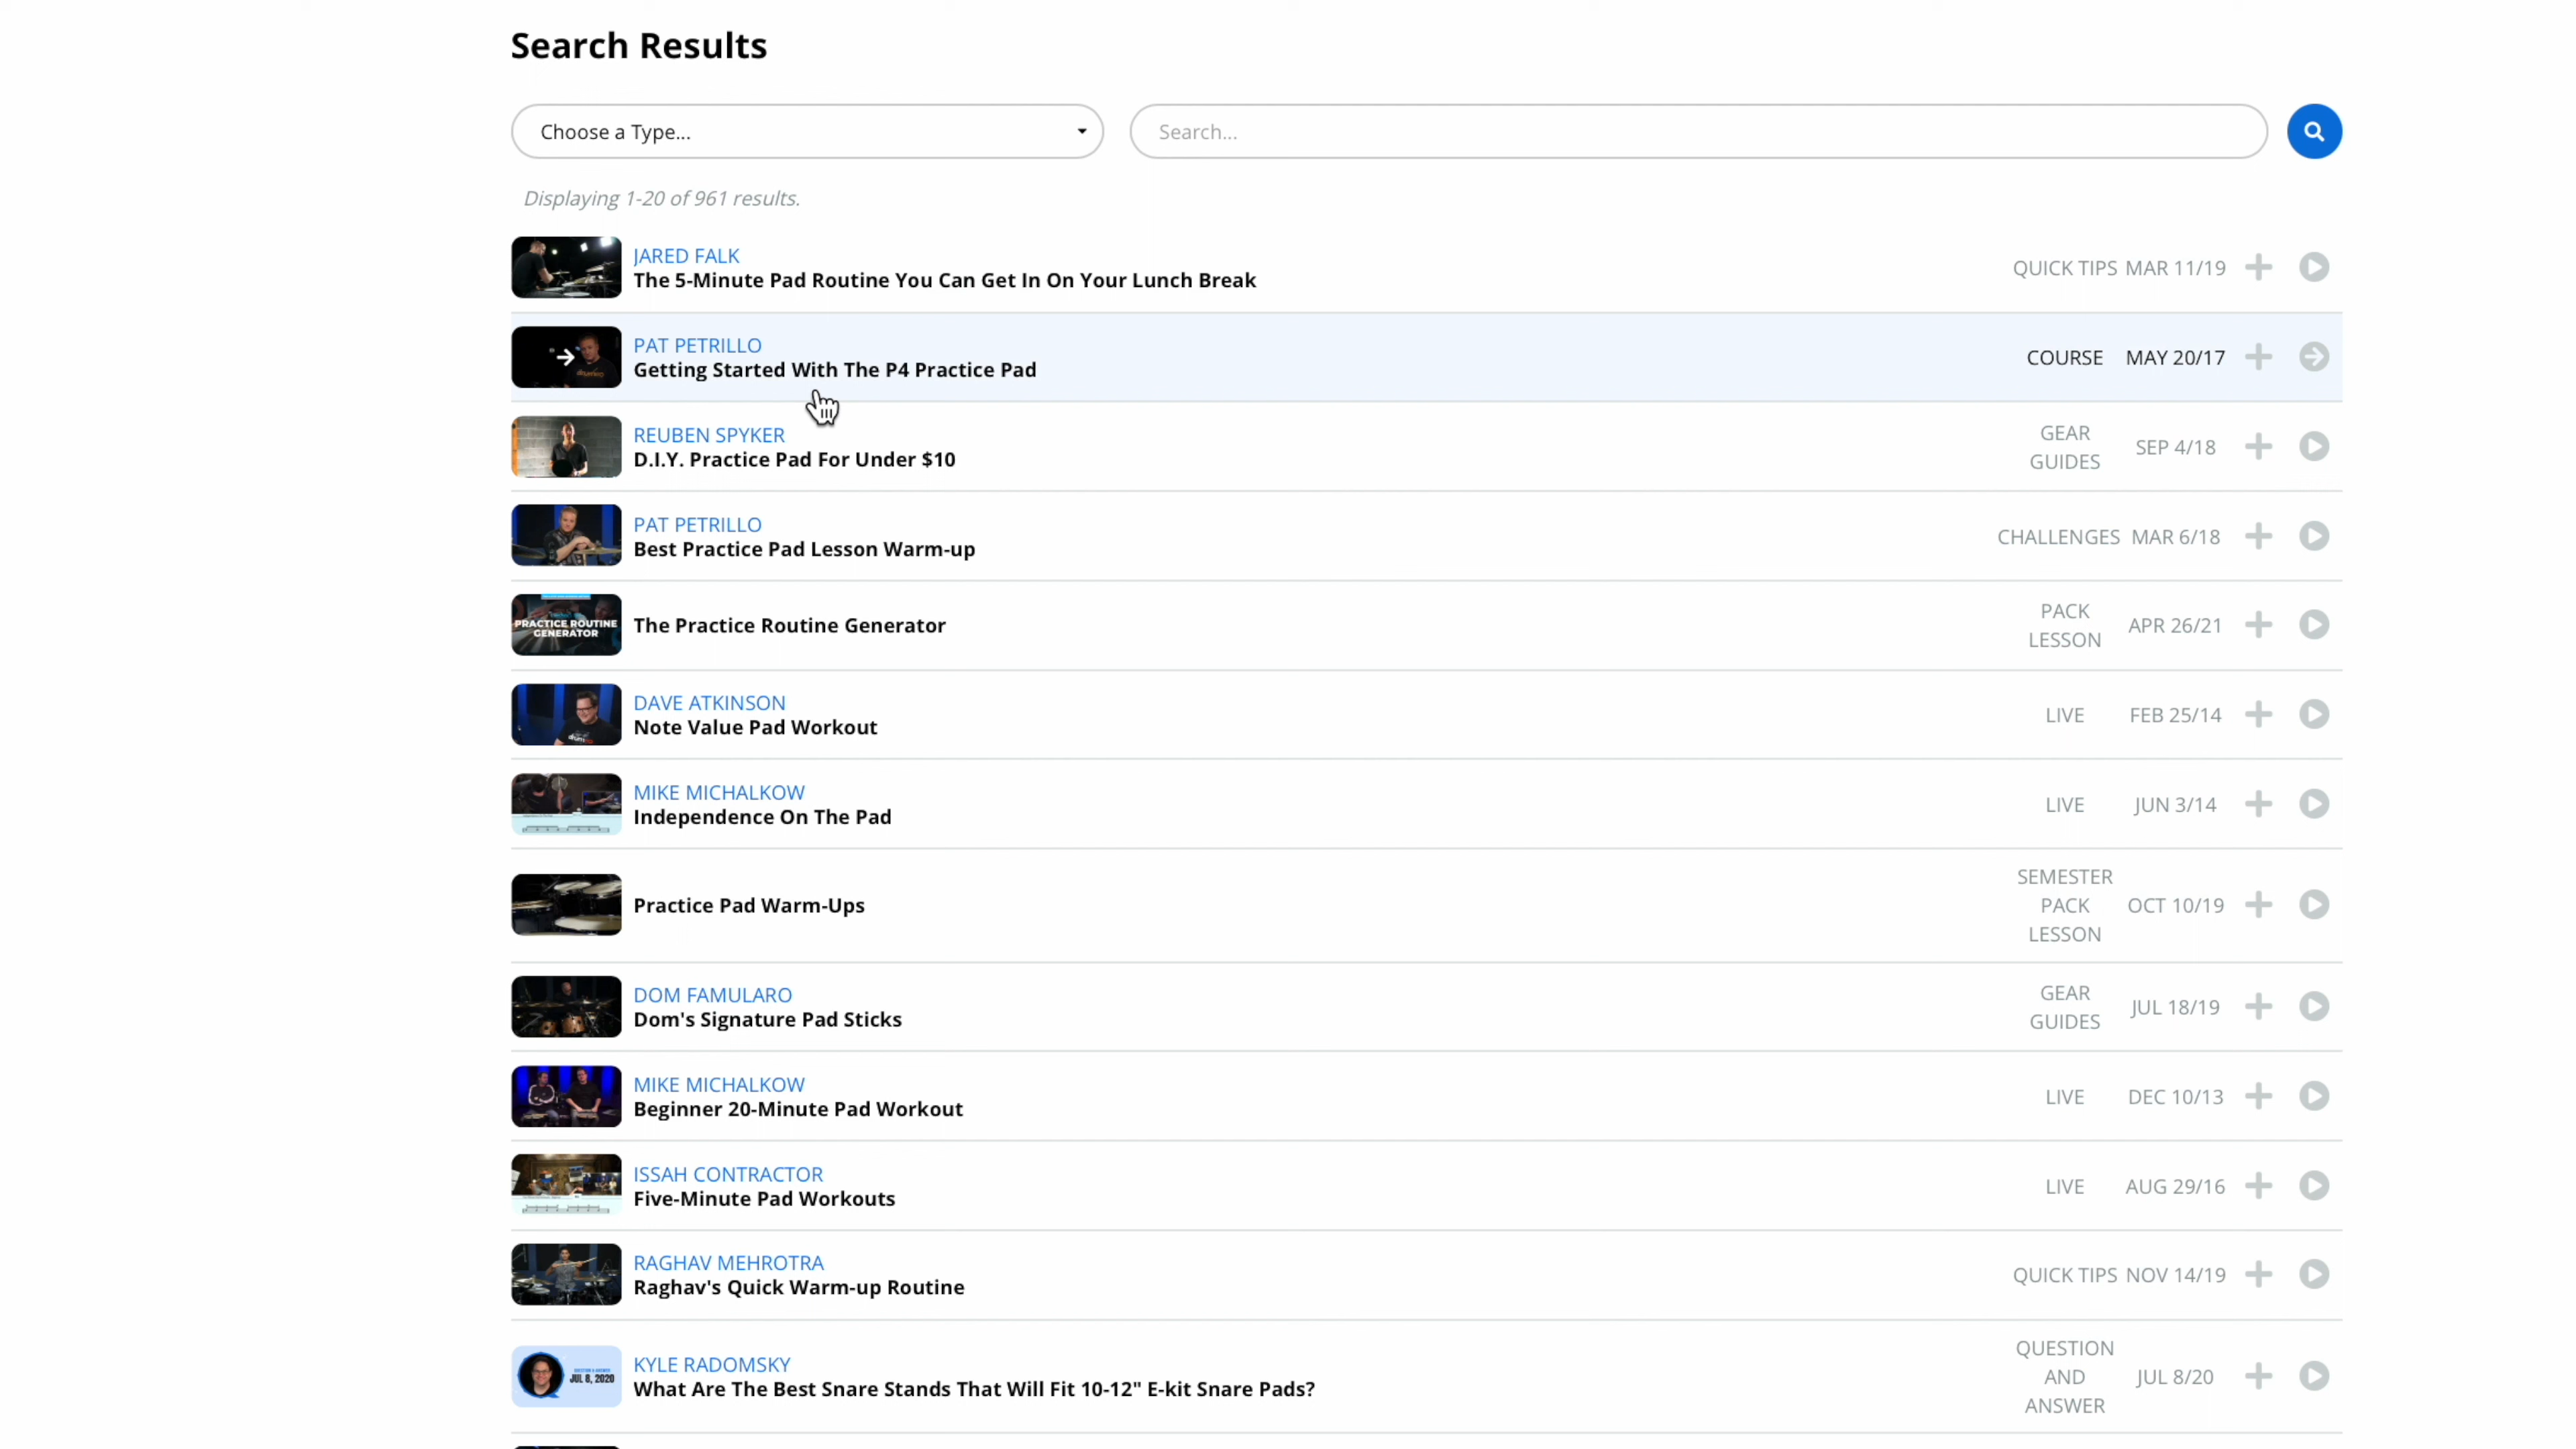 Search Results
Choose a Type...
Search...
Displaying 1-20 of 961 results.
JARED FALK
The 5-Minute Pad Routine You Can Get In On Your Lunch Break
QUICK TIPS MAR 11/19
PAT PETRILLO
Getting Started With The P4 Practice Pad
COURSE MAY 20/17
REUBEN SPYKER
D.I.Y. Practice Pad For Under $10
GEAR
GUIDES
SEP 4/18
PAT PETRILLO
Best Practice Pad Lesson Warm-up
CHALLENGES MAR 6/18
PRACTICE ROUTINE
GENERATOR
The Practice Routine Generator
PACK
LESSON
APR 26/21
DAVE ATKINSON
Note Value Pad Workout
LIVE FEB 25/14
MIKE MICHALKOW
Independence On The Pad
LIVE JUN 3/14
Practice Pad Warm-Ups
SEMESTER
PACK
LESSON
OCT 10/19
DOM FAMULARO
Dom's Signature Pad Sticks
GEAR
GUIDES
JUL 18/19
MIKE MICHALKOW
Beginner 20-Minute Pad Workout
LIVE DEC 10/13
ISSAH CONTRACTOR
Five-Minute Pad Workouts
LIVE AUG 29/16
RAGHAV MEHROTRA
Raghav's Quick Warm-up Routine
QUICK TIPS NOV 14/19
JUL 8, 2020
KYLE RADOMSKY
What Are The Best Snare Stands That Will Fit 10-12" E-kit Snare Pads?
QUESTION
AND
ANSWER
JUL 8/20